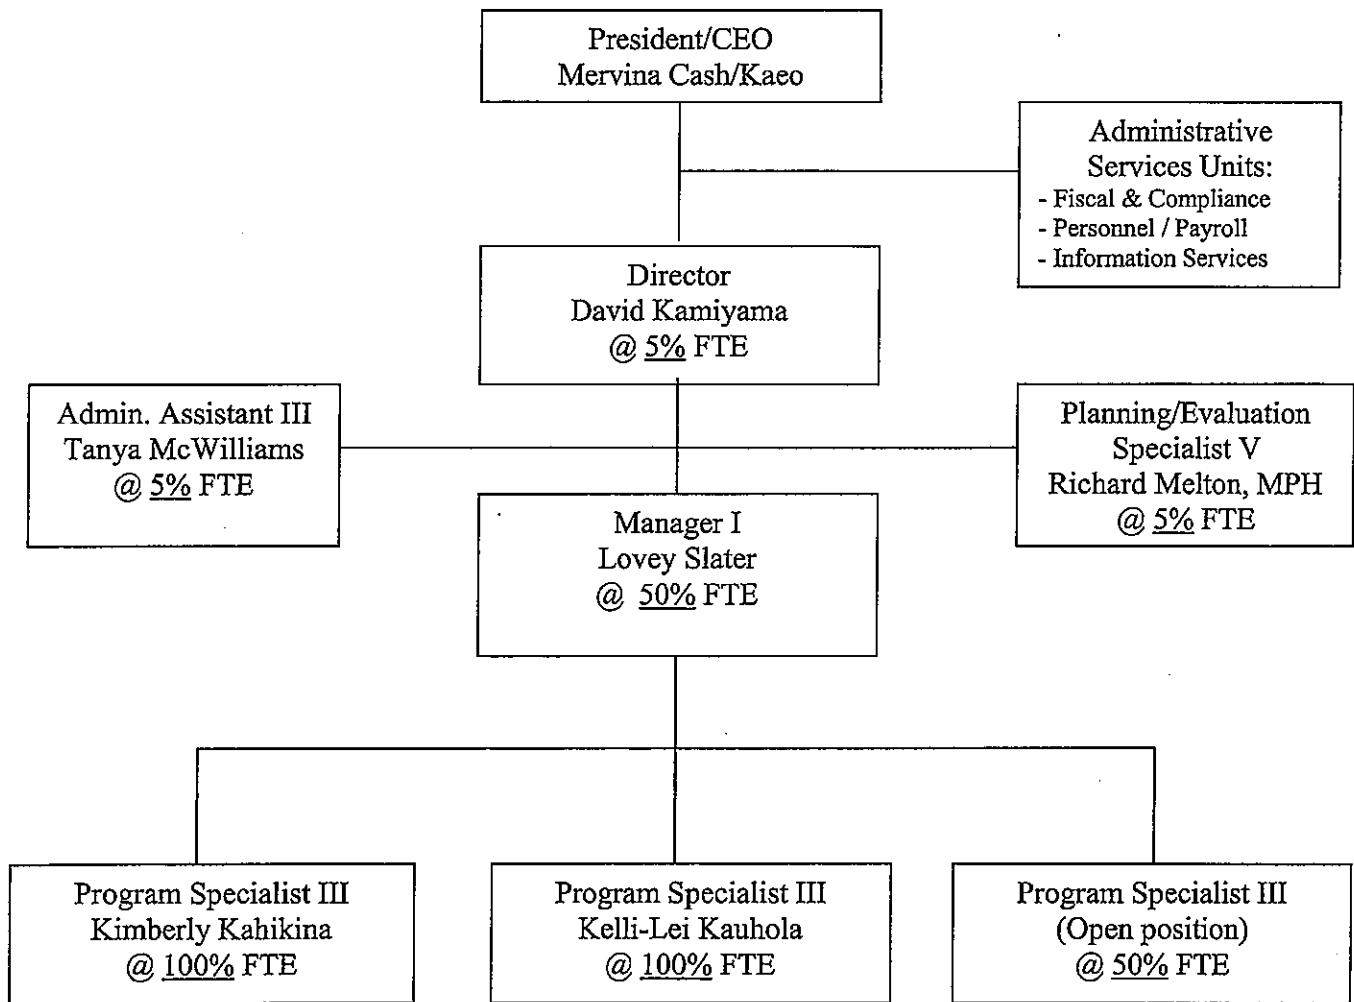 President/CEO
Mervina Cash/Kaeo
Administrative
Services Units:
- Fiscal & Compliance
- Personnel / Payroll
- Information Services
Director
David Kamiyama
@ 5% FTE
Admin. Assistant III
Tanya McWilliams
@ 5% FTE
Planning/Evaluation
Specialist V
Richard Melton, MPH
@ 5% FTE
Manager I
Lovey Slater
@ 50% FTE
Program Specialist III
Kimberly Kahikina
@ 100% FTE
Program Specialist III
Kelli-Lei Kauhola
@ 100% FTE
Program Specialist III
(Open position)
@ 50% FTE